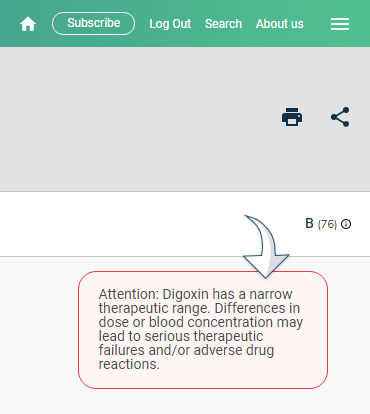 Subscribe Log Out Search About us
B (76)
Attention: Digoxin has a narrow
therapeutic range. Differences in
dose or blood concentration may
lead to serious therapeutic
failures and/or adverse drug
reactions.